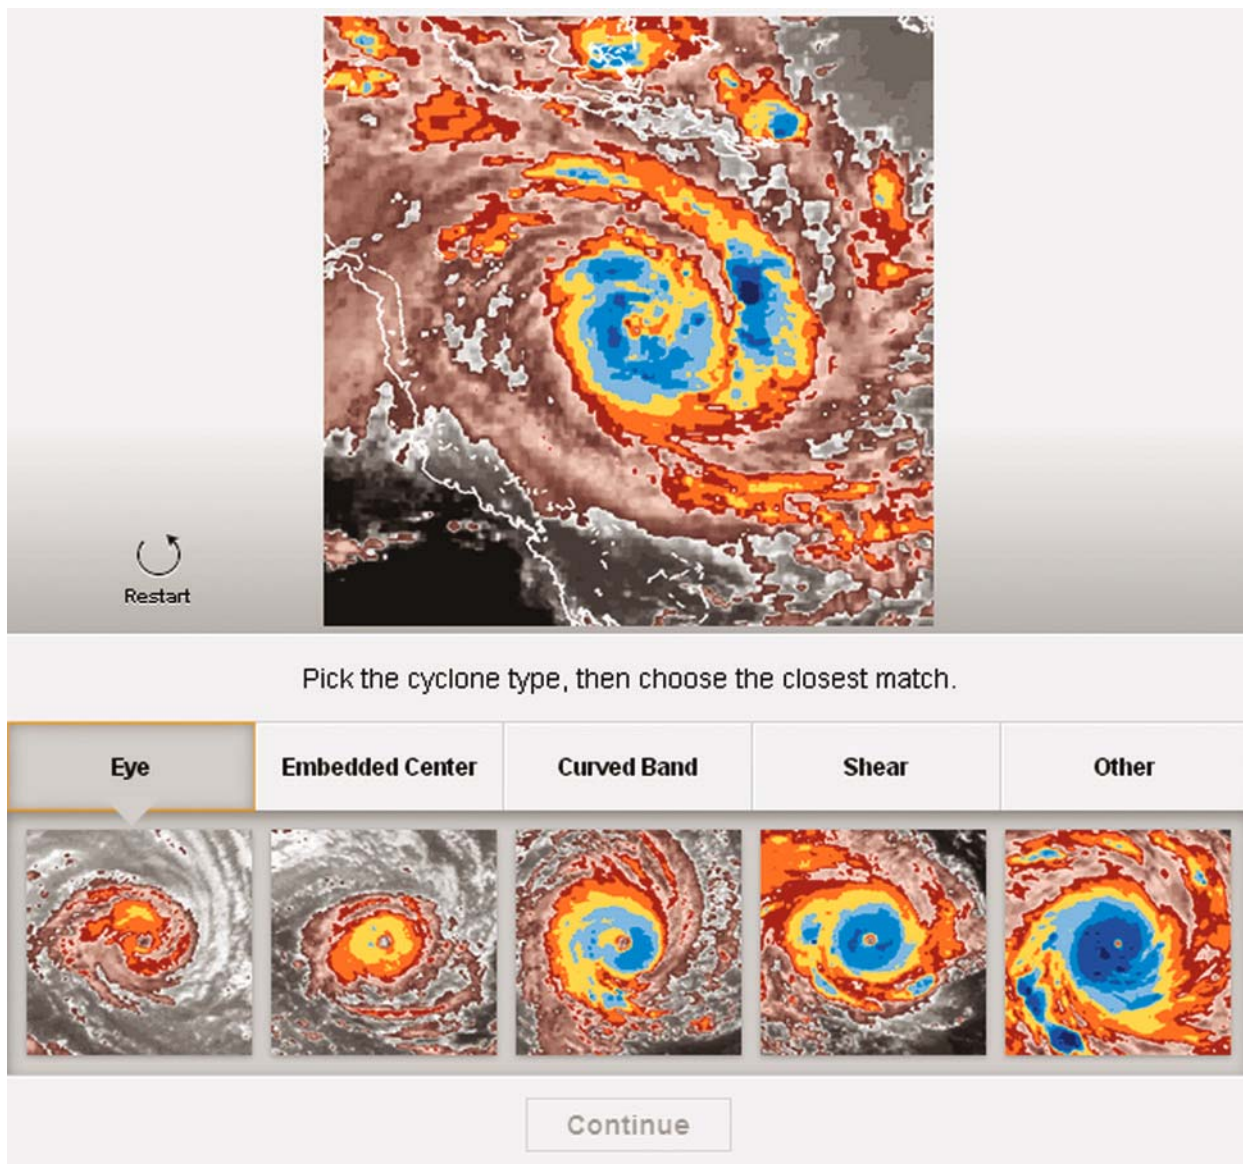 Restart
Pick the cyclone type, then choose the closest match.
Eye
Embedded Center
Curved Band
Shear
Other
Continue